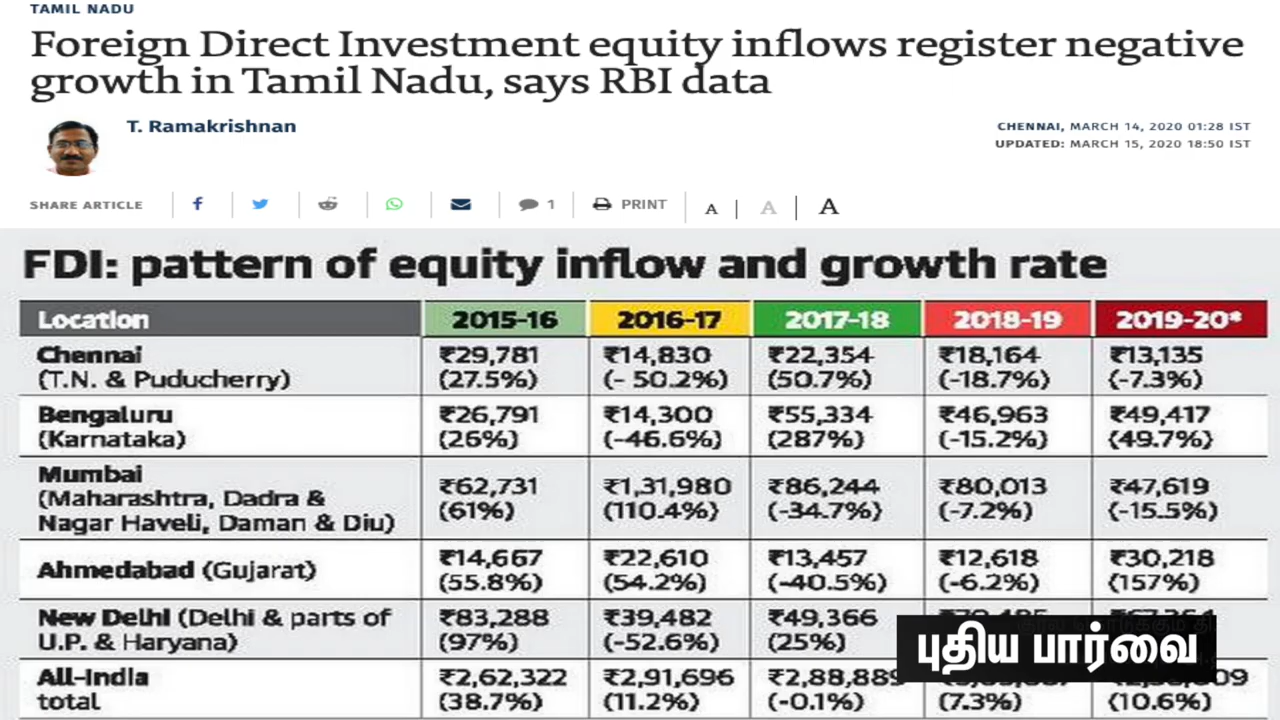 TAMIL NADU
Foreign Direct Investment equity inflows register negative
growth in Tamil Nadu, says RBI data
T. Ramakrishnan
CHENNAI, MARCH 14, 2020 01:28 IST
UPDATED: MARCH 15, 2020 18:50 IST
SHARE ARTICLE 1 PRINT A | A | A
FDI: pattern of equity inflow and growth rate
Location 2015-16 2016-17 2017-18 2018-19 2019-20*
Chennai ₹29,781 ₹14,830 ₹22,354 ₹18,164 ₹13,135
(T.N. & Puducherry) (27.5%) (- 50.2%) (50.7%) (-18.7%) (-7.3%)
Bengaluru ₹26,791 ₹14,300 ₹55,334 ₹46,963 ₹49,417
(Karnataka) (26%) (-46.6%) (287%) (-15.2%) (49.7%)
Mumbai
(Maharashtra, Dadra & ₹62,731 ₹1,31,980 ₹86,244 ₹80,013 ₹47,619
Nagar Haveli, Daman & Diu) (61%) (110.4%) (-34.7%) (-7.2%) (-15.5%)
Ahmedabad (Gujarat) ₹14,667 ₹22,610 ₹13,457 ₹12,618 ₹30,218
(55.8%) (54.2%) (-40.5%) (-6.2%) (157%)
New Delhi (Delhi & parts of ₹83,288 ₹39,482 ₹49,366
U.P. & Haryana) (97%) (-52.6%) (25%)
புதிய பார்வை
All-India ₹2,62,322 ₹2,91,696 ₹2,88,889
total (38.7%) (11.2%) (-0.1%) (7.3%) (10.6%)